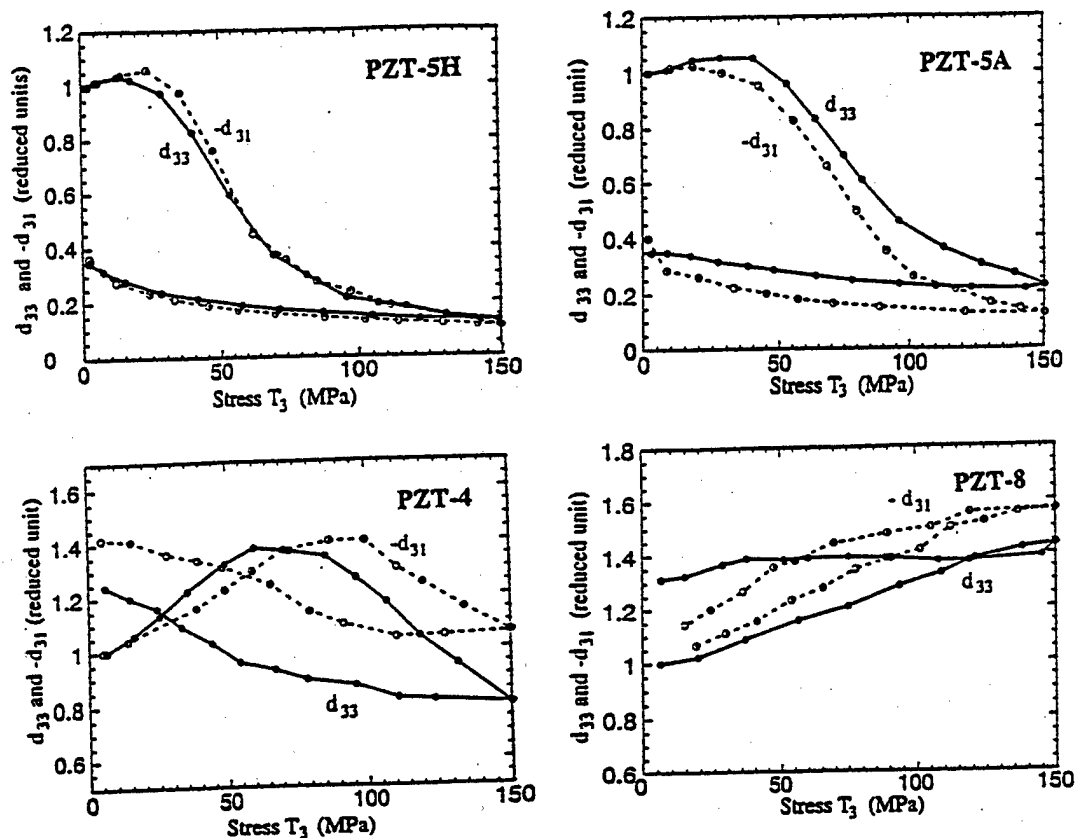 PZT-5H
d33 and -d31 (reduced units)
1.2
1
0.8
0.6
0.4
0.2
0
-d31
d33
0
50
100
150
Stress T3 (MPa)
PZT-5A
d33 and -d31 (reduced units)
1.2
1
0.8
0.6
0.4
0.2
0
d33
-d31
0
50
100
150
Stress T3 (MPa)
PZT-4
d33 and -d31 (reduced unit)
1.6
1.4
1.2
1
0.8
0.6
-d31
d33
0
50
100
150
Stress T3 (MPa)
PZT-8
d33 and -d31 (reduced unit)
1.8
1.6
1.4
1.2
1
0.8
0.6
-d31
d33
0
50
100
150
Stress T3 (MPa)